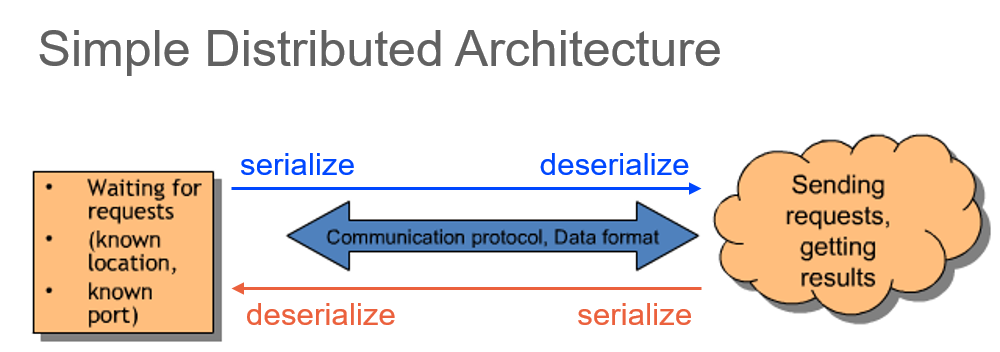 Simple Distributed Architecture
serialize
deserialize
• Waiting for
requests
• (known
location,
• known
port)
Communication protocol, Data format
Sending
requests,
getting
results
deserialize
serialize